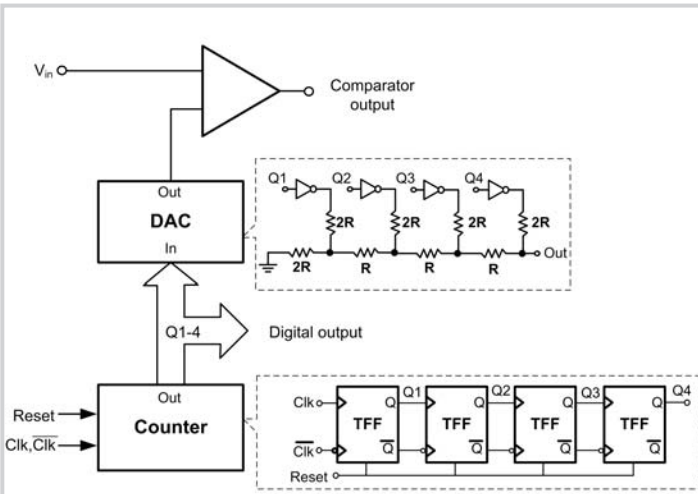 Vin
Comparator
output
Out
DAC
In
Q1 Q2 Q3 Q4
2R 2R 2R 2R
Out
2R R R R
Q1-4
Digital output
Out
Counter
Reset
Clk,Clk
Clk Q Q1 Q Q2 Q Q3 Q Q4
TFF TFF TFF TFF
Clk Q Q Q Q
Reset